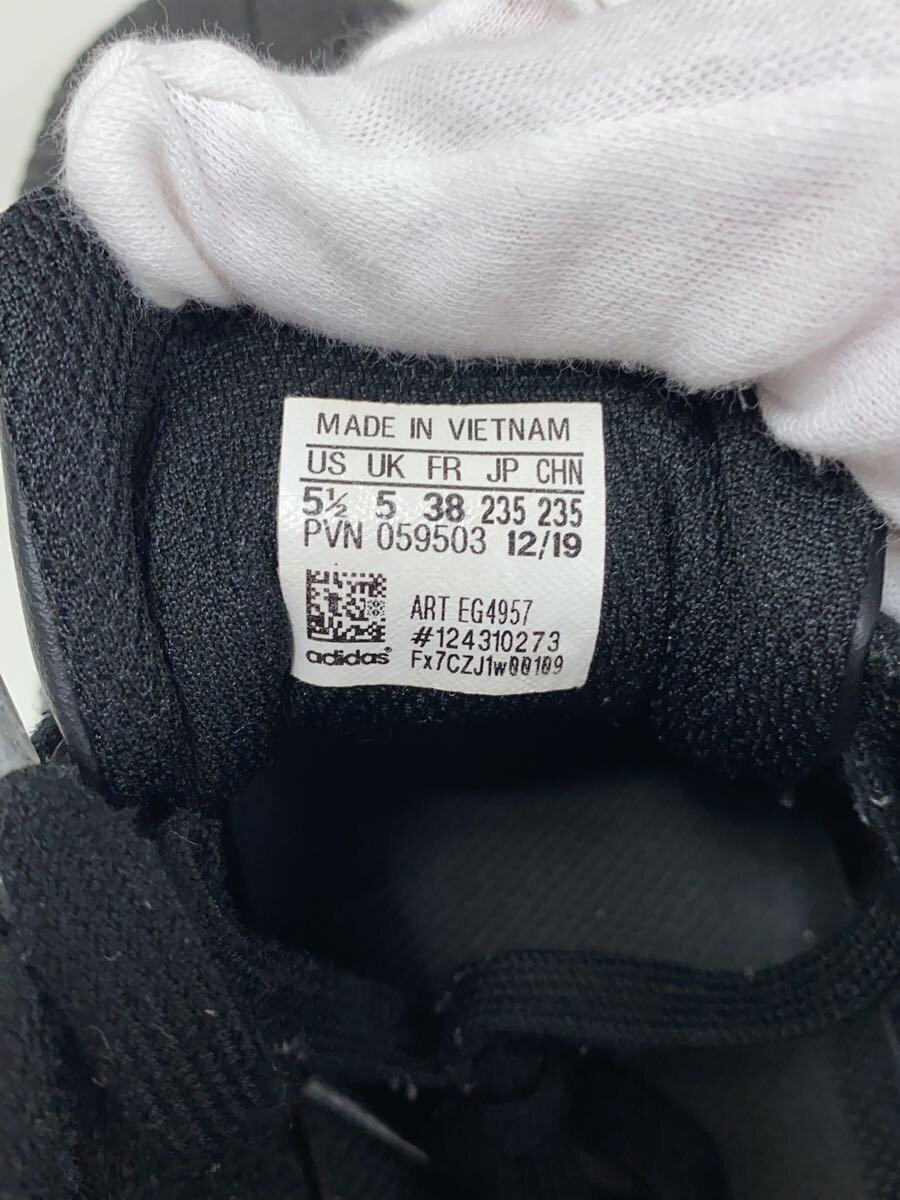 MADE IN VIETNAM
US UK FR JP CHN
5½ 5 38 235 235
PVN 059503 12/19
ART EG4957
#124310273
adidas® Fx7CZJ1w00109